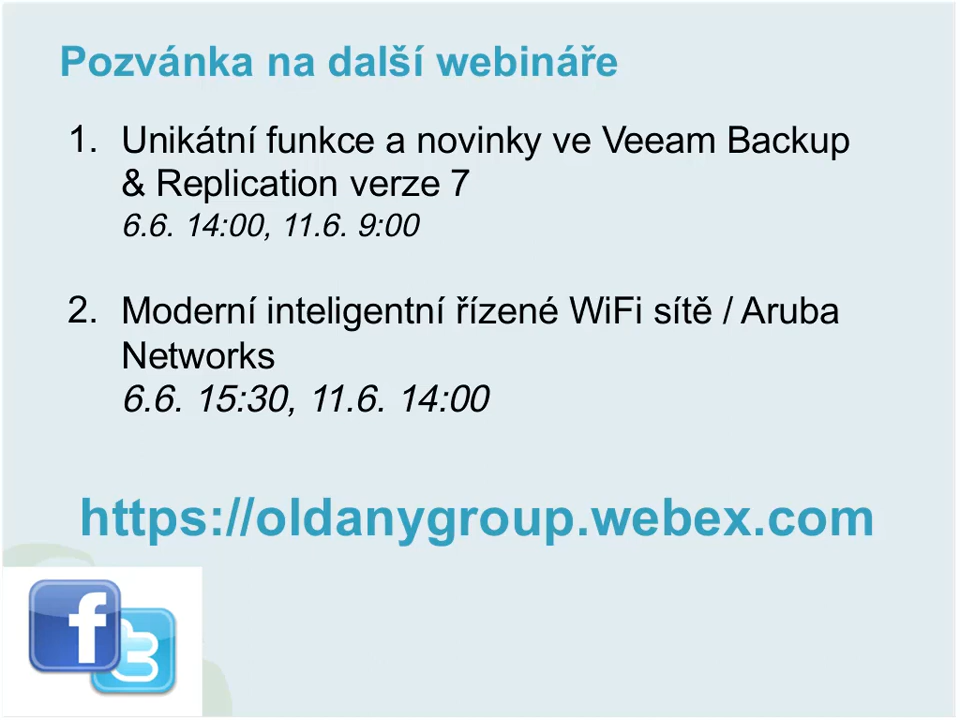 Pozvánka na další webináře
1. Unikátní funkce a novinky ve Veeam Backup
& Replication verze 7
6.6. 14:00, 11.6. 9:00
2. Moderní inteligentní řízené WiFi sítě / Aruba
Networks
6.6. 15:30, 11.6. 14:00
https://oldanygroup.webex.com
f
t